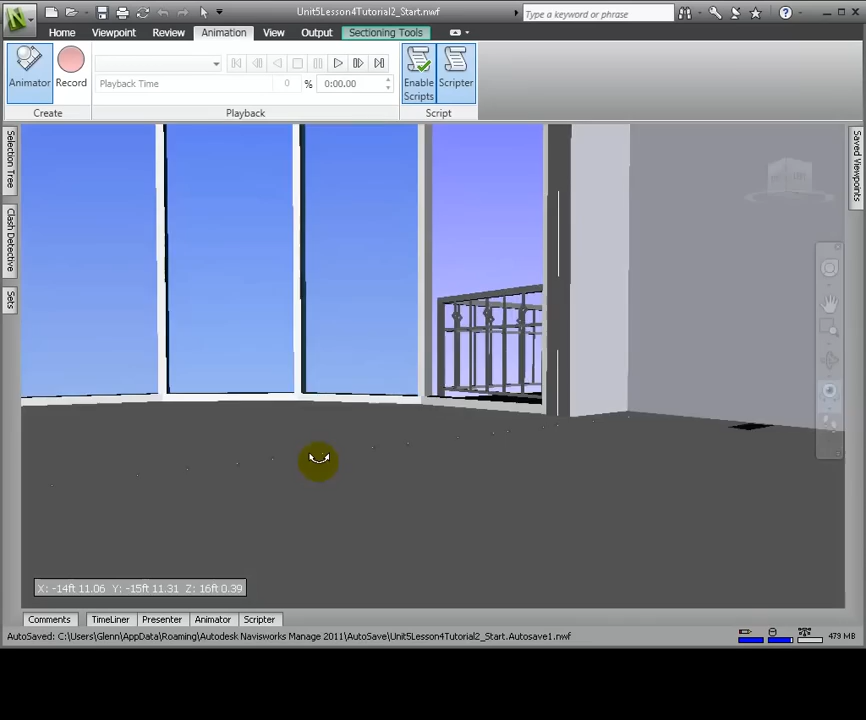 Unit5Lesson4Tutorial2_Start.nwf
Type a keyword or phrase
Home Viewpoint Review Animation View Output Sectioning Tools
Animator Record
Playback Time 0 % 0:00.00
Enable Scripts Scripter
Create Playback Script
Selection Tree
Clash Detective
Sets
Saved Viewpoints
X: -14ft 11.06 Y: -15ft 11.31 Z: 16ft 0.39
Comments TimeLiner Presenter Animator Scripter
AutoSaved: C:\Users\Glenn\AppData\Roaming\Autodesk Navisworks Manage 2011\AutoSave\Unit5Lesson4Tutorial2_Start.Autosave1.nwf
479 MB